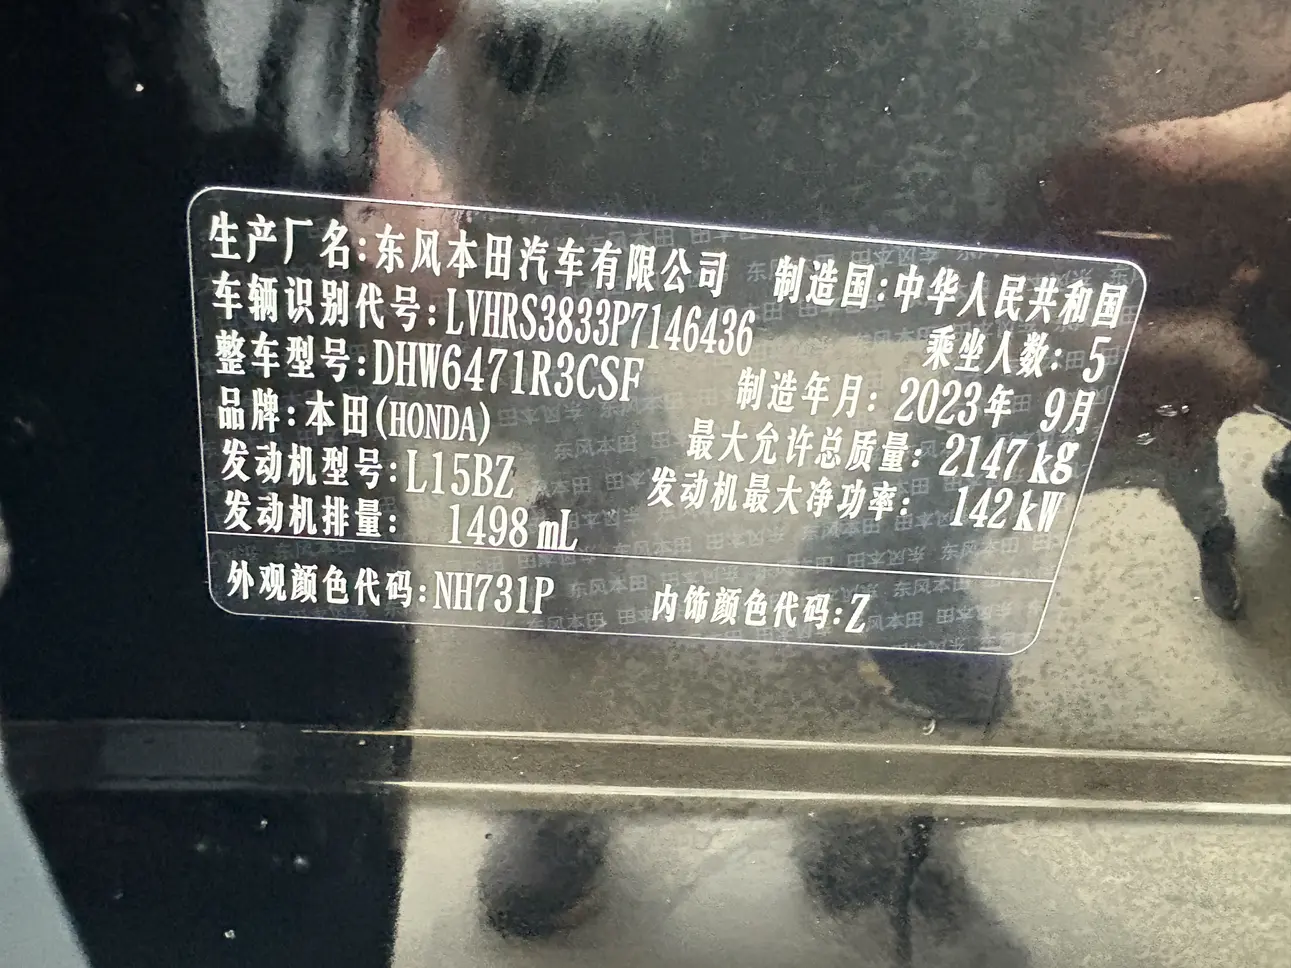 生产厂名:东风本田汽车有限公司 制造国:中华人民共和国
车辆识别代号:LVHRS3833P7146436 乘坐人数: 5
整车型号:DHW6471R3CSF 制造年月: 2023年 9月
品牌:本田(HONDA) 最大允许总质量: 2147kg
发动机型号:L15BZ 发动机最大净功率: 142kW
发动机排量: 1498mL
外观颜色代码:NH731P 内饰颜色代码:Z